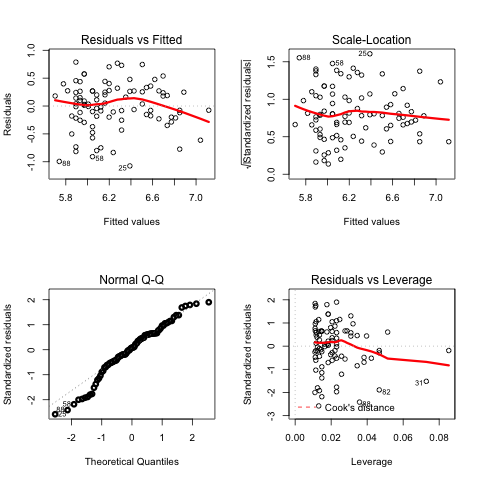 Residuals vs Fitted
Residuals
1.0
0.5
0.0
-0.5
-1.0
88
58
25
5.8 6.2 6.6 7.0
Fitted values
Scale-Location
√|Standardized residuals|
1.5
1.0
0.5
0.0
88
58
25
5.8 6.2 6.6 7.0
Fitted values
Normal Q-Q
Standardized residuals
2
1
0
-1
-2
58
88
25
-2 -1 0 1 2
Theoretical Quantiles
Residuals vs Leverage
Standardized residuals
2
1
0
-1
-2
-3
31
82
88
Cook's distance
0.00 0.02 0.04 0.06 0.08
Leverage